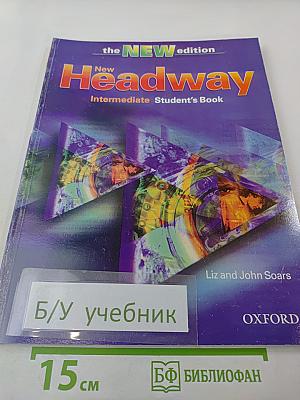 the NEW edition
New
Headway
Intermediate Student's Book
Liz and John Soars
Б/У учебник
OXFORD
15 см
БФ БИБЛИОФАН